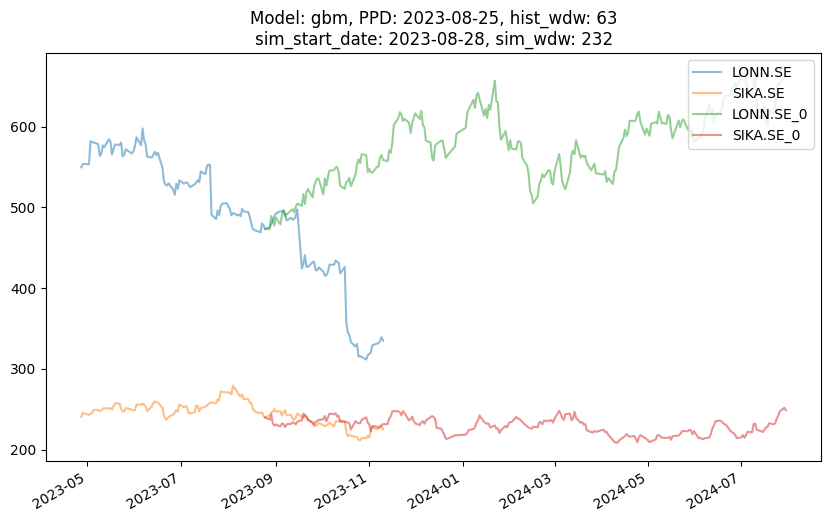 Model: gbm, PPD: 2023-08-25, hist_wdw: 63
sim_start_date: 2023-08-28, sim_wdw: 232
LONN.SE
SIKA.SE
LONN.SE_0
SIKA.SE_0
600
500
400
300
200
2023-05
2023-07
2023-09
2023-11
2024-01
2024-03
2024-05
2024-07